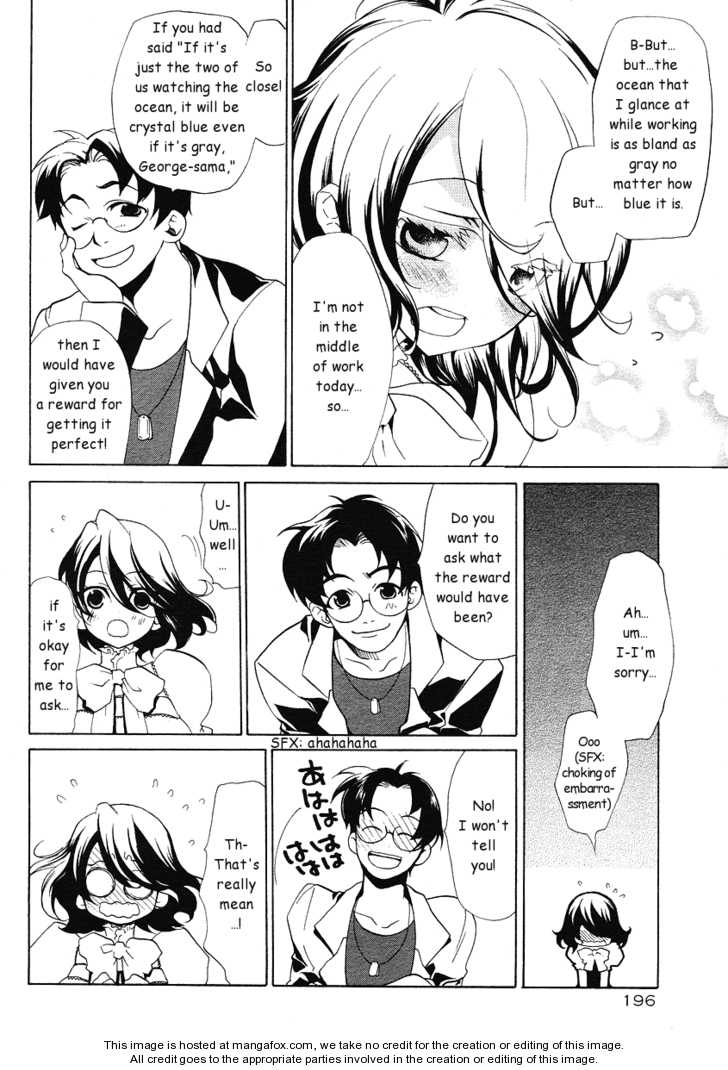 B-But...
but...the
ocean that
I glance at
while working
is as bland as
gray no
matter how
blue it is.
But...
I'm not
in the
middle
of work
today...
so...
So
close!
If you had
said "If it's
just the two of
us watching the
ocean, it will be
crystal blue even
if it's gray,
George-sama,"
then I
would have
given you
a reward for
getting it
perfect!
Ah...
um...
I-I'm
sorry...
Ooo
(SFX:
choking of
embarra-
ssment)
Do you
want to
ask what
the reward
would have
been?
U-
Um...
well
...
if
it's
okay
for
me to
ask...
SFX: ahahahaha
No!
I won't
tell
you!
あはははははは
Th-
That's
really
mean
...!
196
This image is hosted at mangafox.com, we take no credit for the creation or editing of this image.
All credit goes to the appropriate parties involved in the creation or editing of this image.